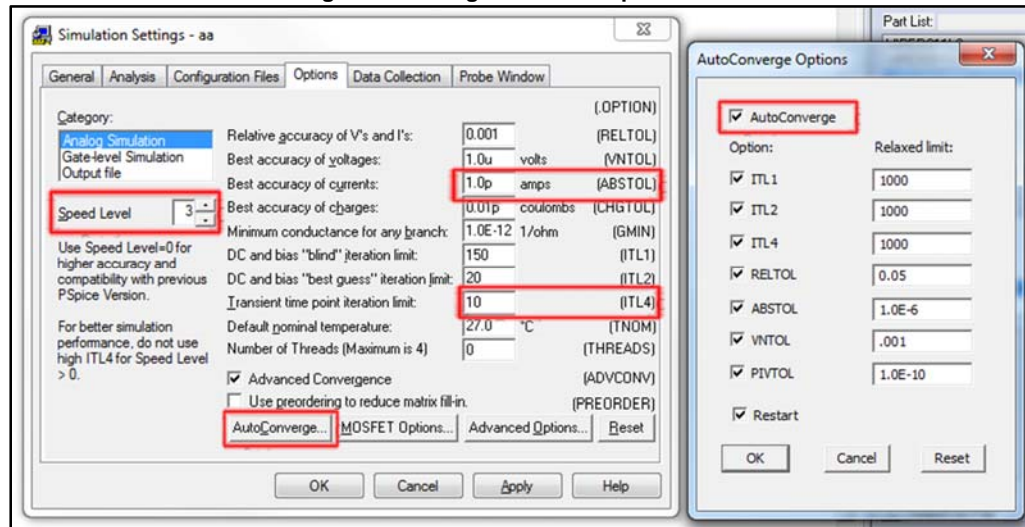 Simulation Settings - aa
General Analysis Configuration Files Options Data Collection Probe Window
(.OPTION)
Category:
Analog Simulation
Gate-level Simulation
Output file
Speed Level 3
Use Speed Level=0 for
higher accuracy and
compatibility with previous
PSpice Version.
For better simulation
performance, do not use
high ITL4 for Speed Level
> 0.
Relative accuracy of V's and I's: 0.001 (RELTOL)
Best accuracy of voltages: 1.0u volts (VNTOL)
Best accuracy of currents: 1.0p amps (ABSTOL)
Best accuracy of charges: 0.01p coulombs (CHGTOL)
Minimum conductance for any branch: 1.0E-12 1/ohm (GMIN)
DC and bias "blind" iteration limit: 150 (ITL1)
DC and bias "best guess" iteration limit: 20 (ITL2)
Transient time point iteration limit: 10 (ITL4)
Default nominal temperature: 27.0 °C (TNOM)
Number of Threads (Maximum is 4) 0 (THREADS)
Advanced Convergence (ADVCONV)
Use preordering to reduce matrix fill-in. (PREORDER)
AutoConverge... MOSFET Options... Advanced Options... Reset
OK Cancel Apply Help
Part List:
AutoConverge Options
AutoConverge
Option: Relaxed limit:
ITL1 1000
ITL2 1000
ITL4 1000
RELTOL 0.05
ABSTOL 1.0E-6
VNTOL .001
PIVTOL 1.0E-10
Restart
OK Cancel Reset